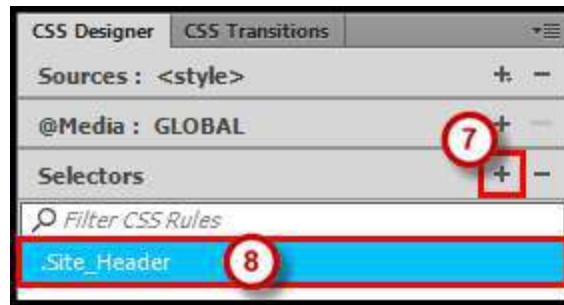 CSS Designer CSS Transitions
Sources : <style>
@Media : GLOBAL
7
Selectors
Filter CSS Rules
.Site_Header 8